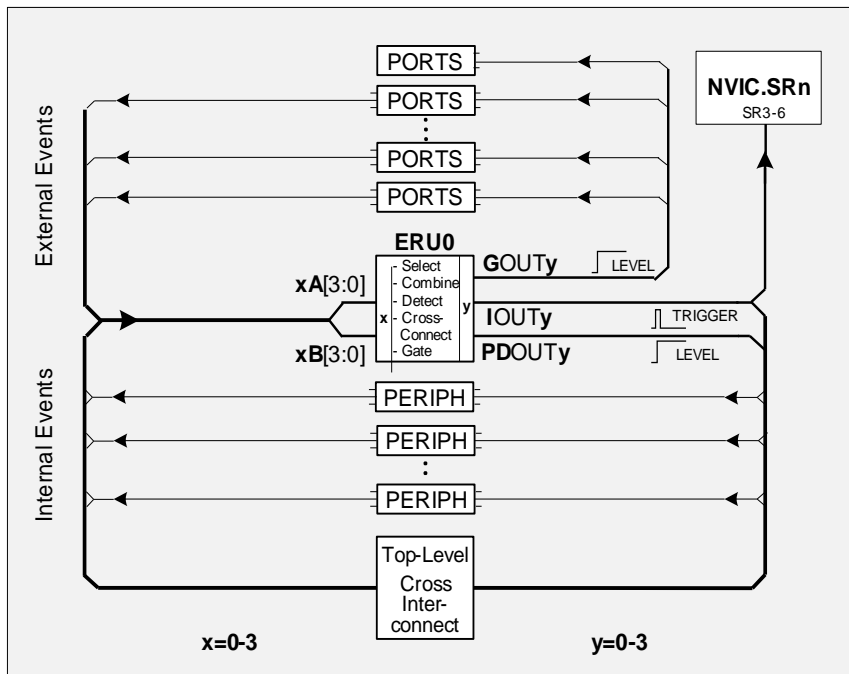 PORTS
NVIC.SRn
SR3-6
PORTS
PORTS
PORTS
External Events
ERU0
xA[3:0]
xB[3:0]
x
- Select
- Combine
- Detect
- Cross-
Connect
- Gate
y
GOUTy
LEVEL
IOUTy
TRIGGER
PDOUTy
LEVEL
Internal Events
PERIPH
PERIPH
PERIPH
Top-Level
Cross
Inter-
connect
x=0-3
y=0-3